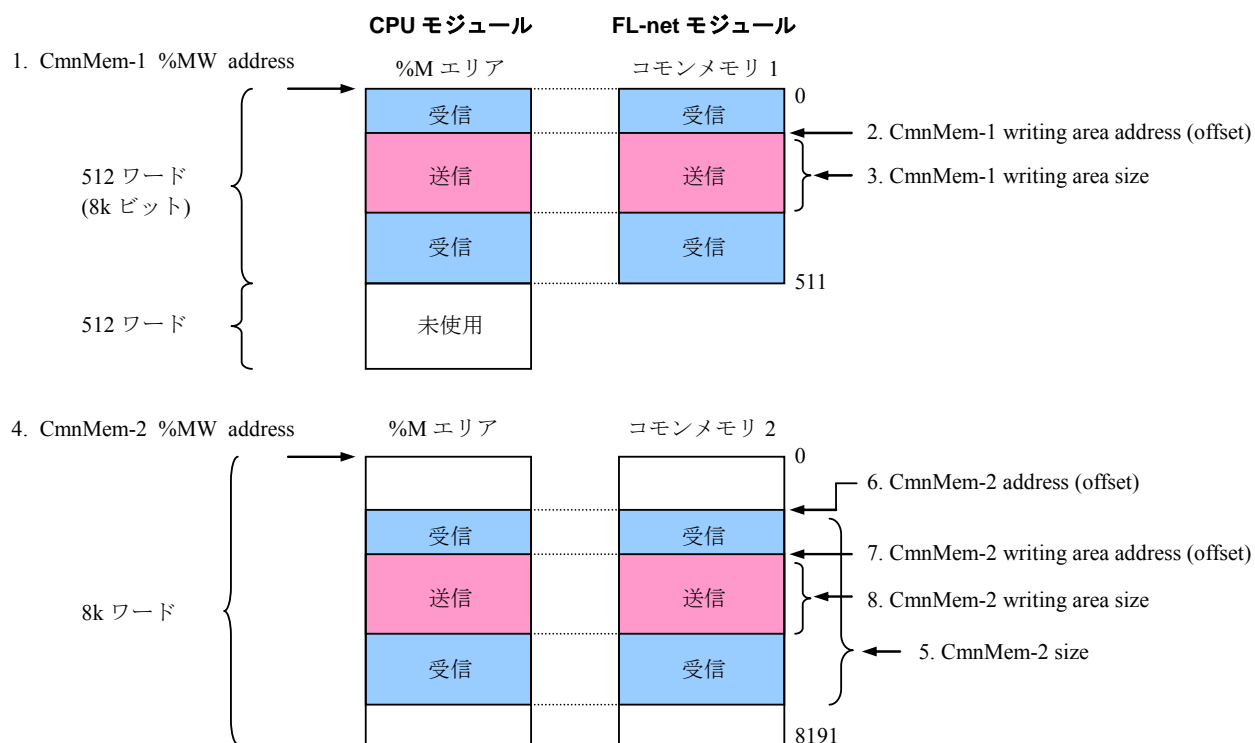 CPU モジュール FL-net モジュール
1. CmnMem-1 %MW address %M エリア コモンメモリ 1
0
受信 受信
2. CmnMem-1 writing area address (offset)
512 ワード 送信 送信 3. CmnMem-1 writing area size
(8k ビット)
受信 受信
511
512 ワード 未使用
4. CmnMem-2 %MW address %M エリア コモンメモリ 2
0
6. CmnMem-2 address (offset)
受信 受信
7. CmnMem-2 writing area address (offset)
8k ワード 送信 送信 8. CmnMem-2 writing area size
受信 受信 5. CmnMem-2 size
8191